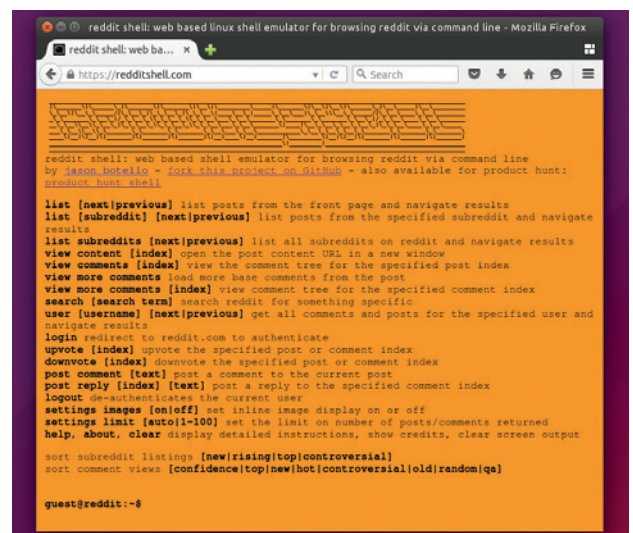 reddit shell: web based linux shell emulator for browsing reddit via command line - Mozilla Firefox
reddit shell: web ba...
https://redditshell.com
Search
reddit shell: web based shell emulator for browsing reddit via command line
by jason botello - fork this project on GitHub - also available for product hunt:
product hunt shell
list [next|previous] list posts from the front page and navigate results
list [subreddit] [next|previous] list posts from the specified subreddit and navigate
results
list subreddits [next|previous] list all subreddits on reddit and navigate results
view content [index] open the post content URL in a new window
view comments [index] view the comment tree for the specified post index
view more comments load more base comments from the post
view more comments [index] view comment tree for the specified comment index
search [search term] search reddit for something specific
user [username] [next|previous] get all comments and posts for the specified user and
navigate results
login redirect to reddit.com to authenticate
upvote [index] upvote the specified post or comment index
downvote [index] downvote the specified post or comment index
post comment [text] post a comment to the current post
post reply [index] [text] post a reply to the specified comment index
logout de-authenticates the current user
settings images [on|off] set inline image display on or off
settings limit [auto|1-100] set the limit on number of posts/comments returned
help, about, clear display detailed instructions, show credits, clear screen output
sort subreddit listings [new|rising|top|controversial]
sort comment views [confidence|top|new|hot|controversial|old|random|qa]
guest@reddit:~$